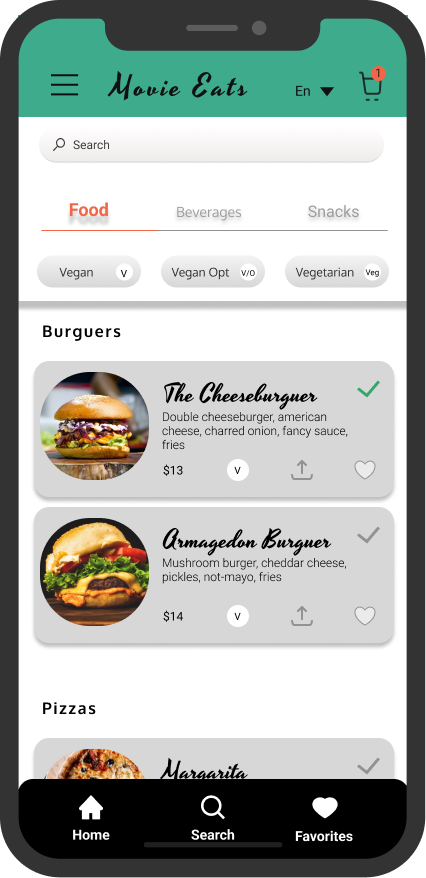 Movie Eats
En
1
Search
Food
Beverages
Snacks
Vegan V
Vegan Opt V/O
Vegetarian Veg
Burguers
The Cheeseburguer
Double cheeseburguer, american
cheese, charred onion, fancy sauce,
fries
$13
V
Armagedon Burguer
Mushroom burger, cheddar cheese,
pickles, not-mayo, fries
$14
V
Pizzas
Margarita
Home
Search
Favorites